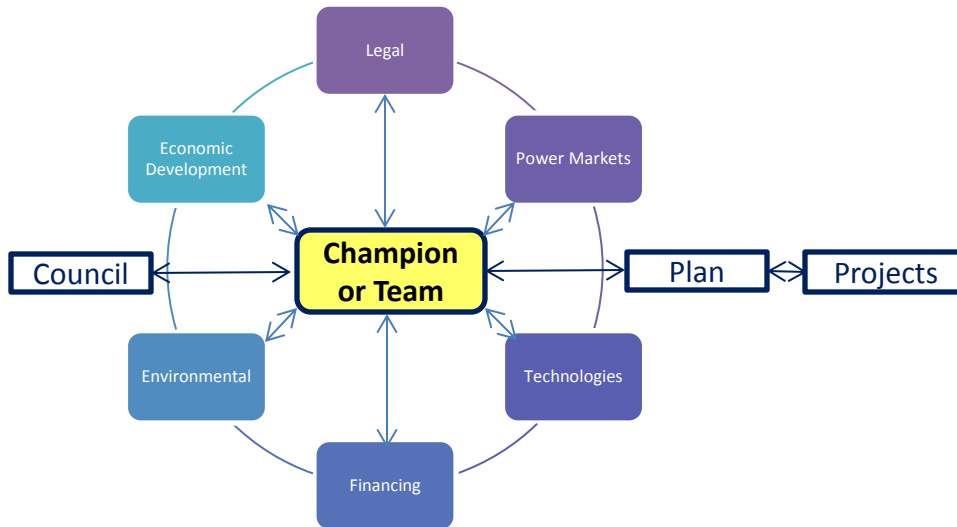 Legal
Economic
Development
Power Markets
Champion
or Team
Council
Plan
Projects
Environmental
Technologies
Financing